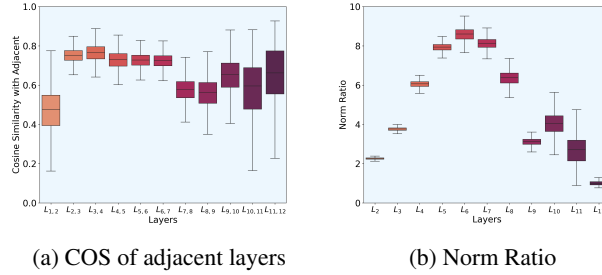 1.0
0.8
0.6
0.4
0.2
0.0
Cosine Similarity with Adjacent
L1, 2 L2, 3 L3, 4 L4, 5 L5, 6 L6, 7 L7, 8 L8, 9 L9, 10 L10, 11 L11, 12
Layers
(a) COS of adjacent layers
10
8
6
4
2
0
Norm Ratio
L2 L3 L4 L5 L6 L7 L8 L9 L10 L11 L1
Layers
(b) Norm Ratio